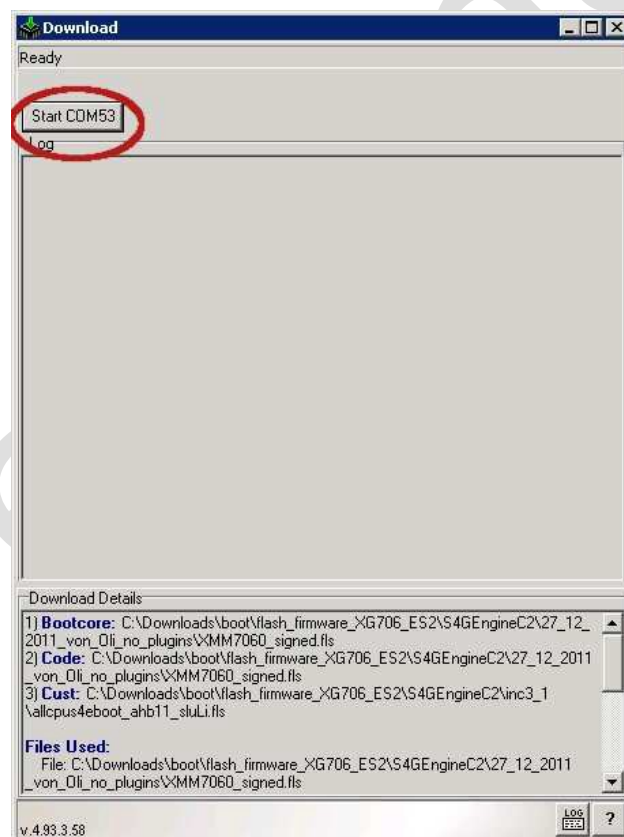 Download
Ready
Start COM53
Log
Download Details
1) Bootcore: C:\Downloads\boot\flash_firmware_XG706_ES2\S4GEngineC2\27_12_
2011_von_Oli_no_plugins\XMM7060_signed.fls
2) Code: C:\Downloads\boot\flash_firmware_XG706_ES2\S4GEngineC2\27_12_2011
_von_Oli_no_plugins\XMM7060_signed.fls
3) Cust: C:\Downloads\boot\flash_firmware_XG706_ES2\S4GEngineC2\inc3_1
\allcpus4eboot_ahb11_sluLi.fls
Files Used:
File: C:\Downloads\boot\flash_firmware_XG706_ES2\S4GEngineC2\27_12_2011
_von_Oli_no_plugins\XMM7060_signed.fls
v.4.93.3.58
LOG
?